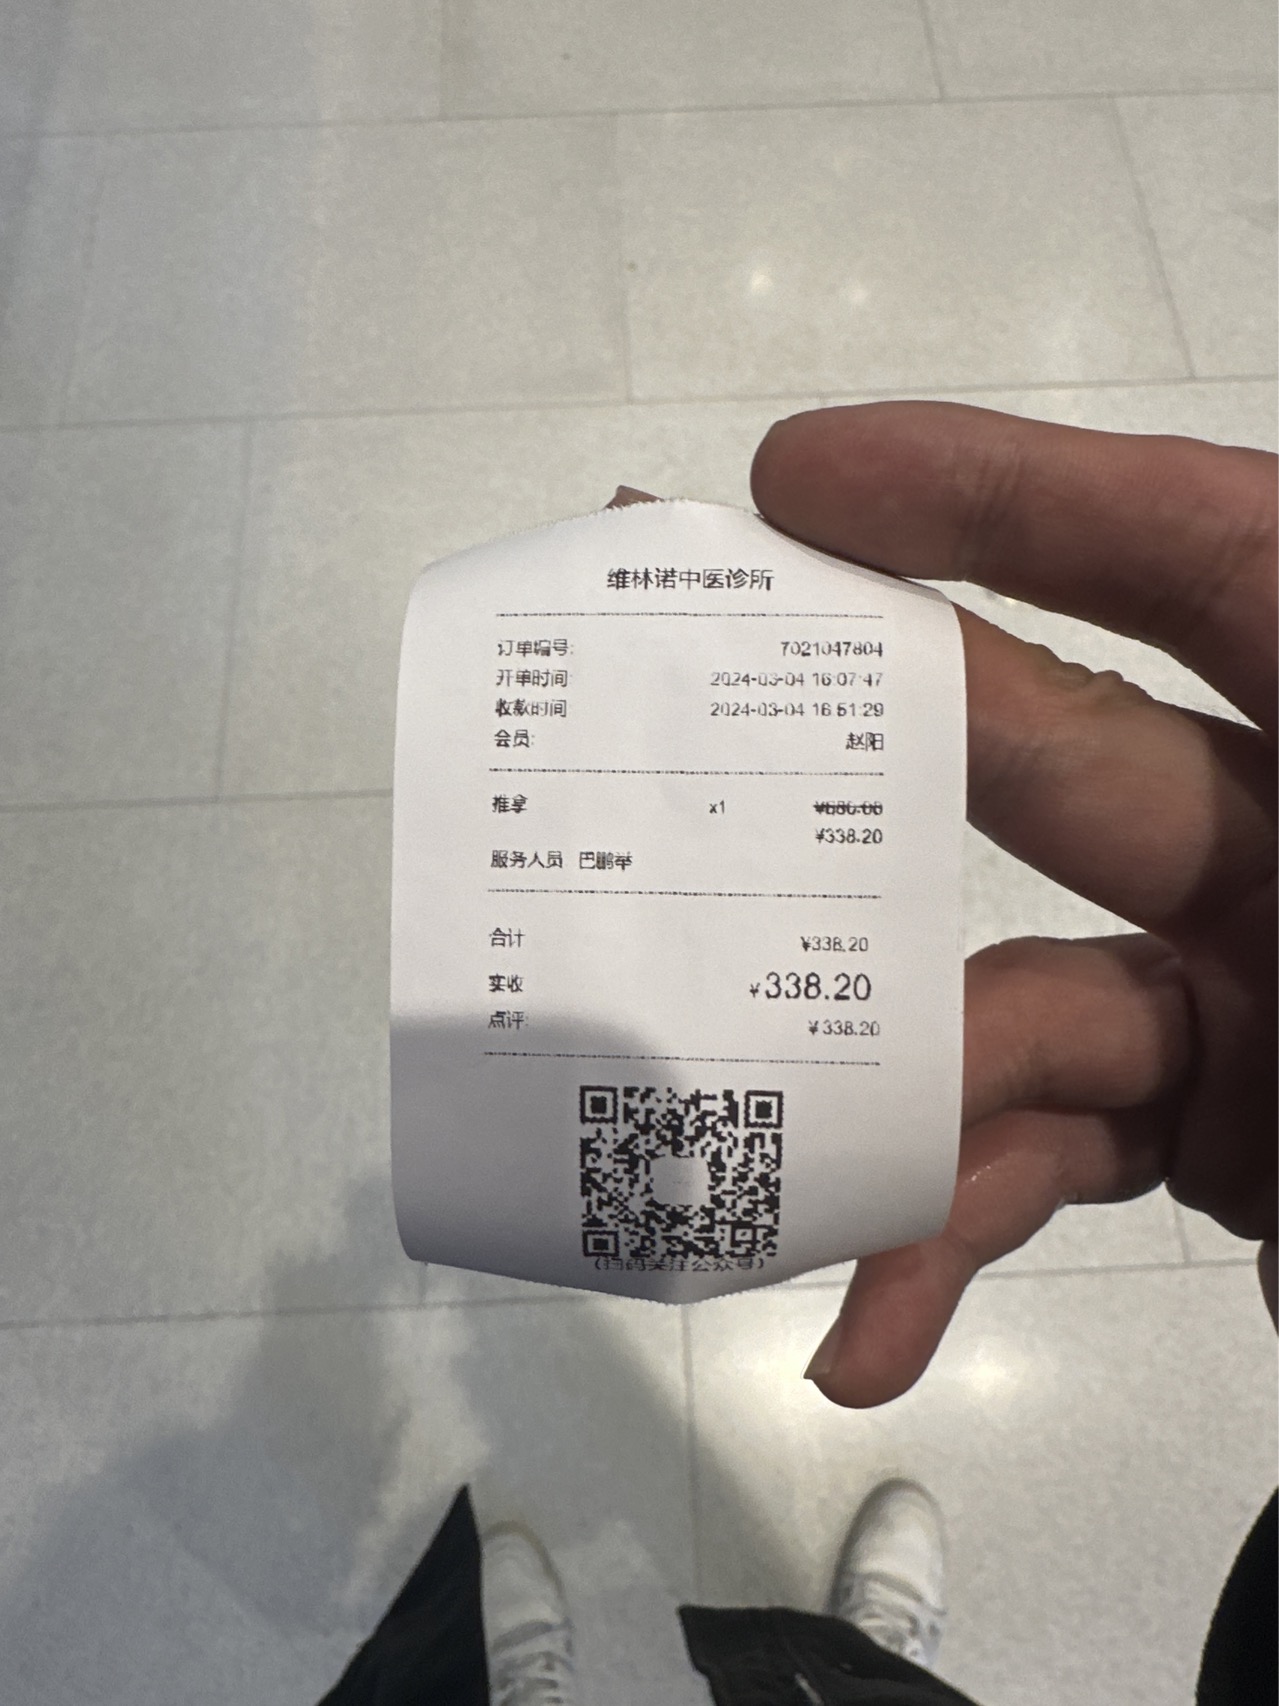 维林诺中医诊所
订单编号: 7021047804
开单时间: 2024-03-04 16:07:47
收款时间 2024-03-04 16:51:29
会员: 赵阳
推拿 x1 ¥680.00
¥338.20
服务人员 巴鹏举
合计 ¥338.20
实收 ¥338.20
点评: ¥338.20
(扫码关注公众号)